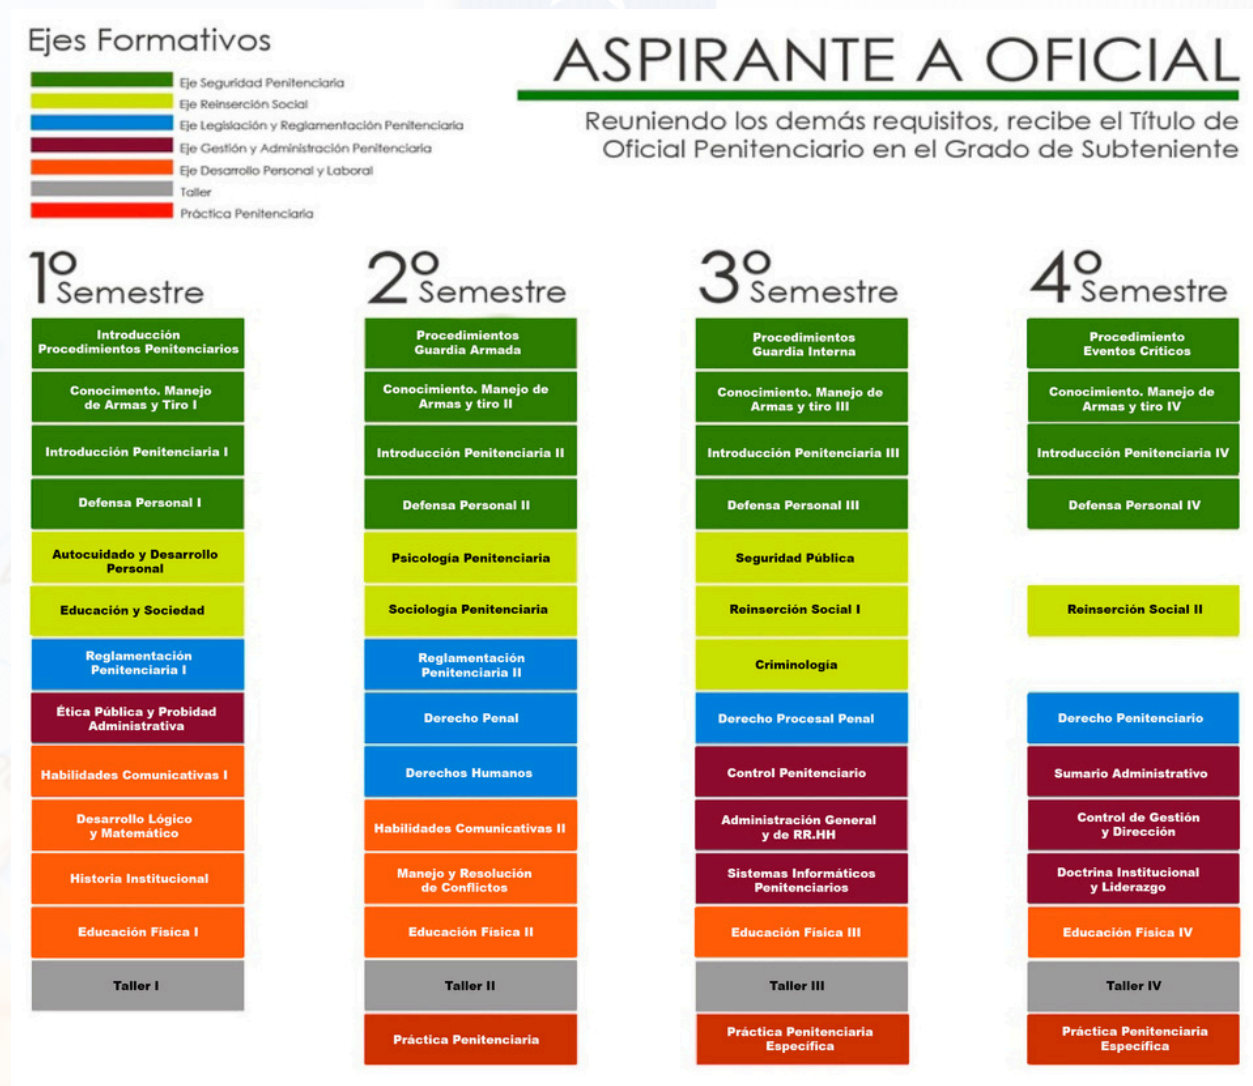 Ejes Formativos
Eje Seguridad Penitenciaria
Eje Reinserción Social
Eje Legislación y Reglamentación Penitenciaria
Eje Gestión y Administración Penitenciaria
Eje Desarrollo Personal y Laboral
Taller
Práctica Penitenciaria
ASPIRANTE A OFICIAL
Reuniendo los demás requisitos, recibe el Título de
Oficial Penitenciario en el Grado de Subteniente
1º Semestre
Introducción
Procedimientos Penitenciarios
Conocimento. Manejo
de Armas y Tiro I
Introducción Penitenciaria I
Defensa Personal I
Autocuidado y Desarrollo
Personal
Educación y Sociedad
Reglamentación
Penitenciaria I
Ética Pública y Probidad
Administrativa
Habilidades Comunicativas I
Desarrollo Lógico
y Matemático
Historia Institucional
Educación Física I
Taller I
2º Semestre
Procedimientos
Guardia Armada
Conocimiento. Manejo de
Armas y tiro II
Introducción Penitenciaria II
Defensa Personal II
Psicología Penitenciaria
Sociología Penitenciaria
Reglamentación
Penitenciaria II
Derecho Penal
Derechos Humanos
Habilidades Comunicativas II
Manejo y Resolución
de Conflictos
Educación Física II
Taller II
Práctica Penitenciaria
3º Semestre
Procedimientos
Guardia Interna
Conocimiento. Manejo de
Armas y tiro III
Introducción Penitenciaria III
Defensa Personal III
Seguridad Pública
Reinserción Social I
Criminología
Derecho Procesal Penal
Control Penitenciario
Administración General
y de RR.HH
Sistemas Informáticos
Penitenciarios
Educación Física III
Taller III
Práctica Penitenciaria
Específica
4º Semestre
Procedimiento
Eventos Críticos
Conocimiento. Manejo de
Armas y tiro IV
Introducción Penitenciaria IV
Defensa Personal IV
Reinserción Social II
Derecho Penitenciario
Sumario Administrativo
Control de Gestión
y Dirección
Doctrina Institucional
y Liderazgo
Educación Física IV
Taller IV
Práctica Penitenciaria
Específica